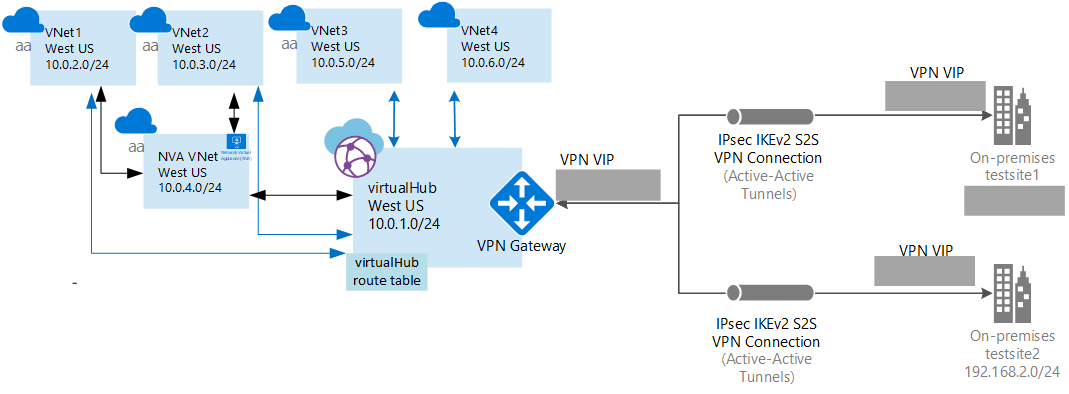 VNet1
West US
10.0.2.0/24
aa
VNet2
West US
10.0.3.0/24
aa
VNet3
West US
10.0.5.0/24
aa
VNet4
West US
10.0.6.0/24
aa
NVA VNet
West US
10.0.4.0/24
Network Virtual
Appliance (NVA)
virtualHub
West US
10.0.1.0/24
virtualHub
route table
-
VPN VIP
VPN Gateway
IPsec IKEv2 S2S
VPN Connection
(Active-Active
Tunnels)
VPN VIP
On-premises
testsite1
VPN VIP
IPsec IKEv2 S2S
VPN Connection
(Active-Active
Tunnels)
On-premises
testsite2
192.168.2.0/24